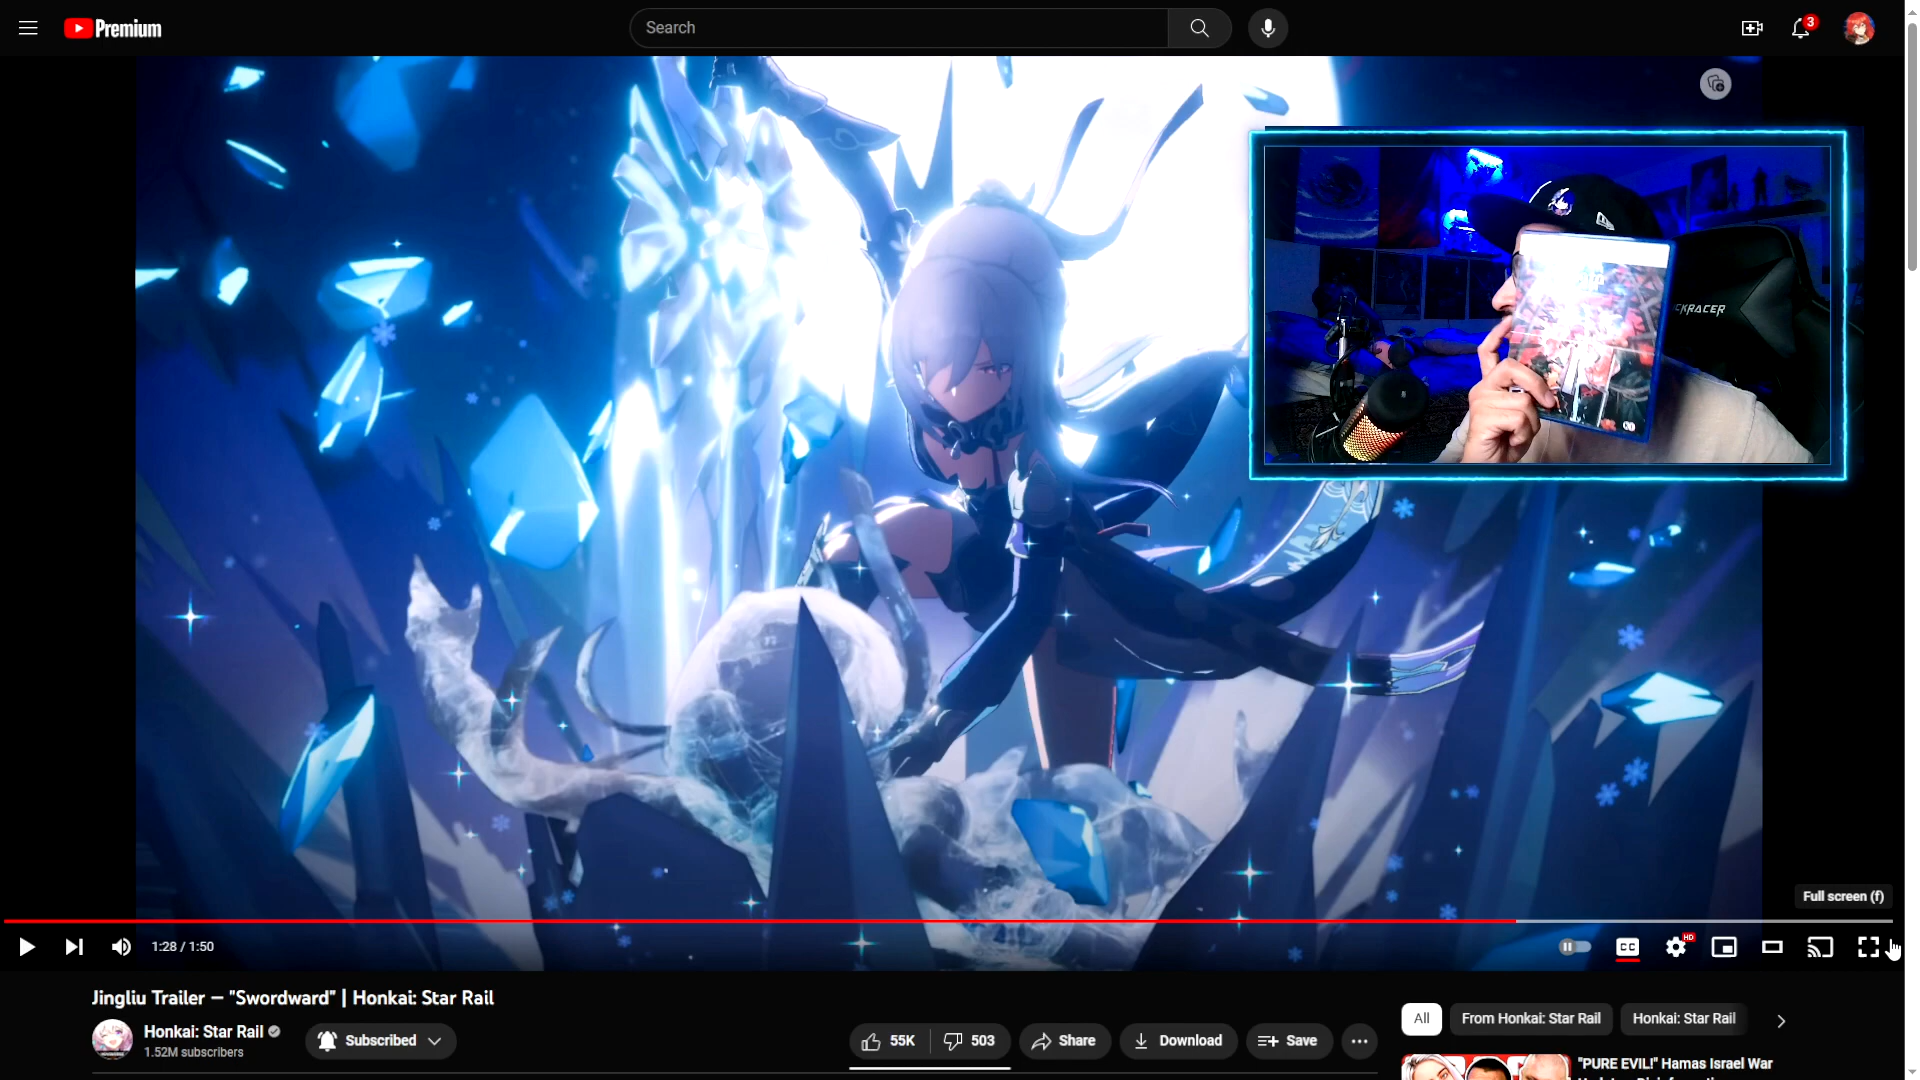 Premium
Search
3
CKRACER
Full screen (f)
1:28 / 1:50
CC
HD
Jingliu Trailer – "Swordward" | Honkai: Star Rail
Honkai: Star Rail
1.52M subscribers
Subscribed
55K
503
Share
Download
Save
All
From Honkai: Star Rail
Honkai: Star Rail
"PURE EVIL!" Hamas Israel War